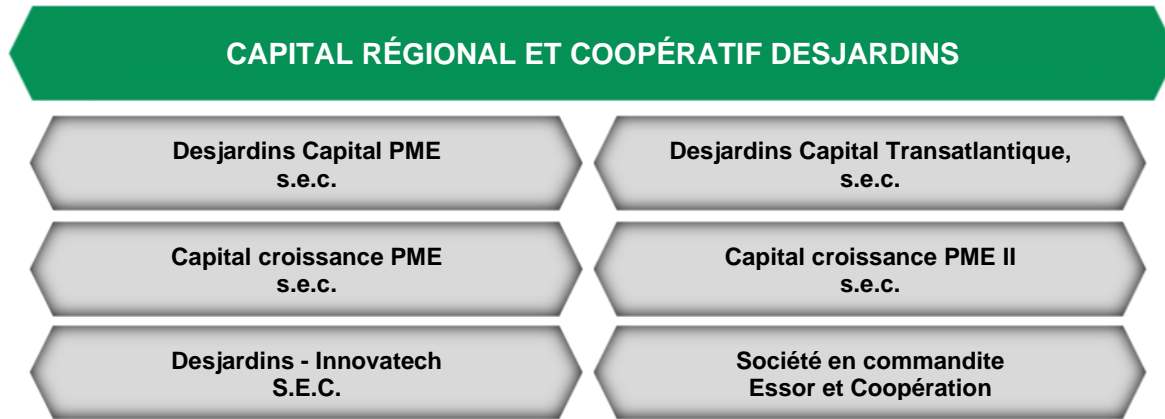 CAPITAL RÉGIONAL ET COOPÉRATIF DESJARDINS
Desjardins Capital PME
s.e.c.
Desjardins Capital Transatlantique,
s.e.c.
Capital croissance PME
s.e.c.
Capital croissance PME II
s.e.c.
Desjardins - Innovatech
S.E.C.
Société en commandite
Essor et Coopération